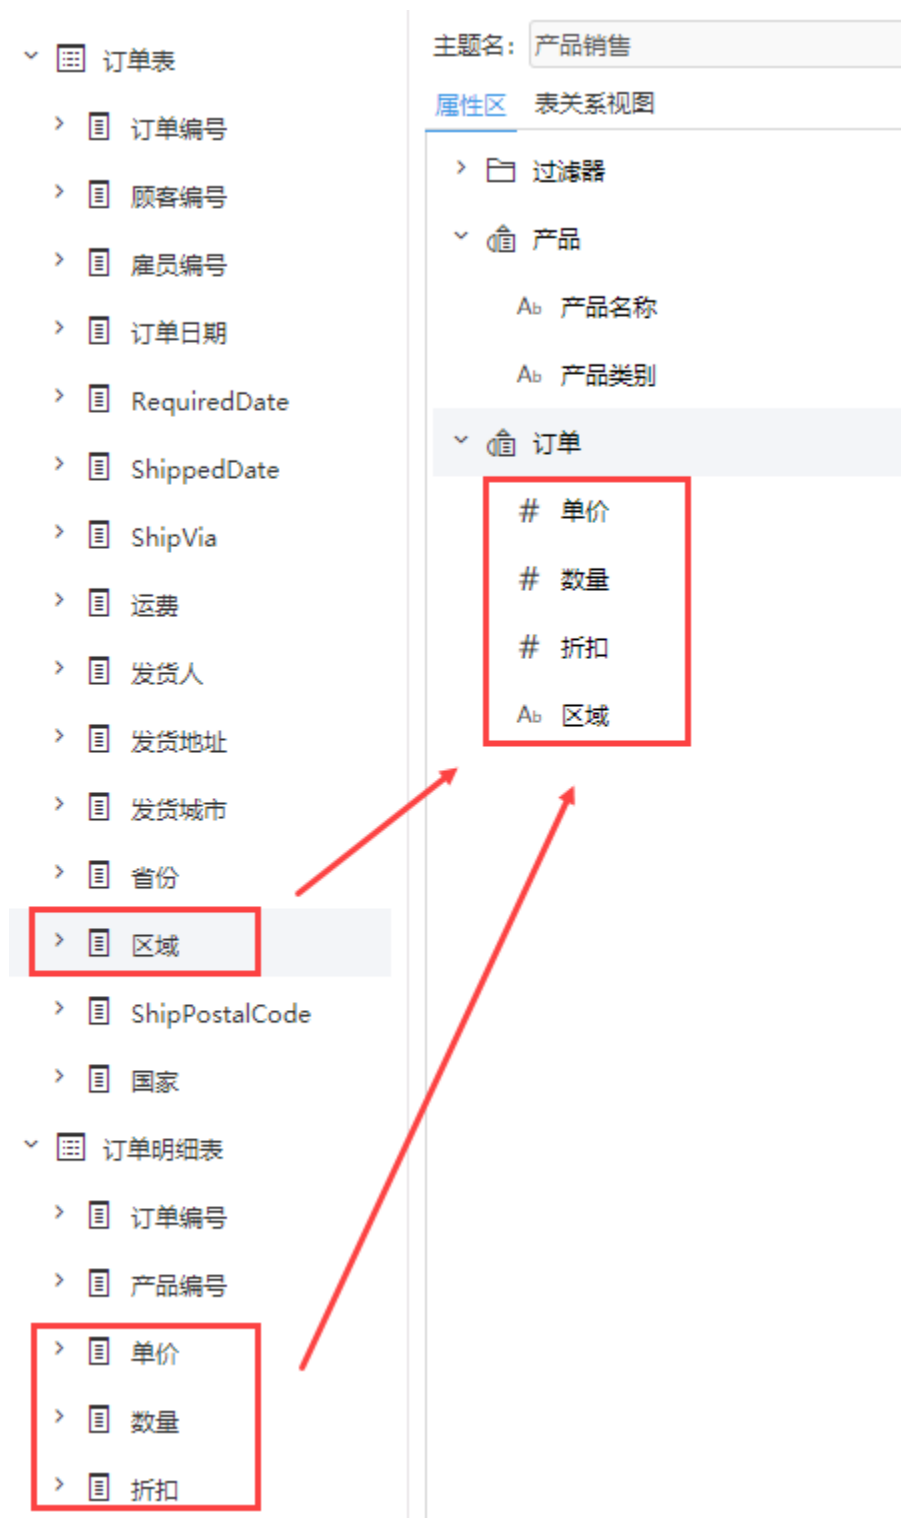 订单表
订单编号
顾客编号
雇员编号
订单日期
RequiredDate
ShippedDate
ShipVia
运费
发货人
发货地址
发货城市
省份
区域
ShipPostalCode
国家
订单明细表
订单编号
产品编号
单价
数量
折扣
主题名: 产品销售
属性区 表关系视图
过滤器
产品
Ab 产品名称
Ab 产品类别
订单
# 单价
# 数量
# 折扣
Ab 区域